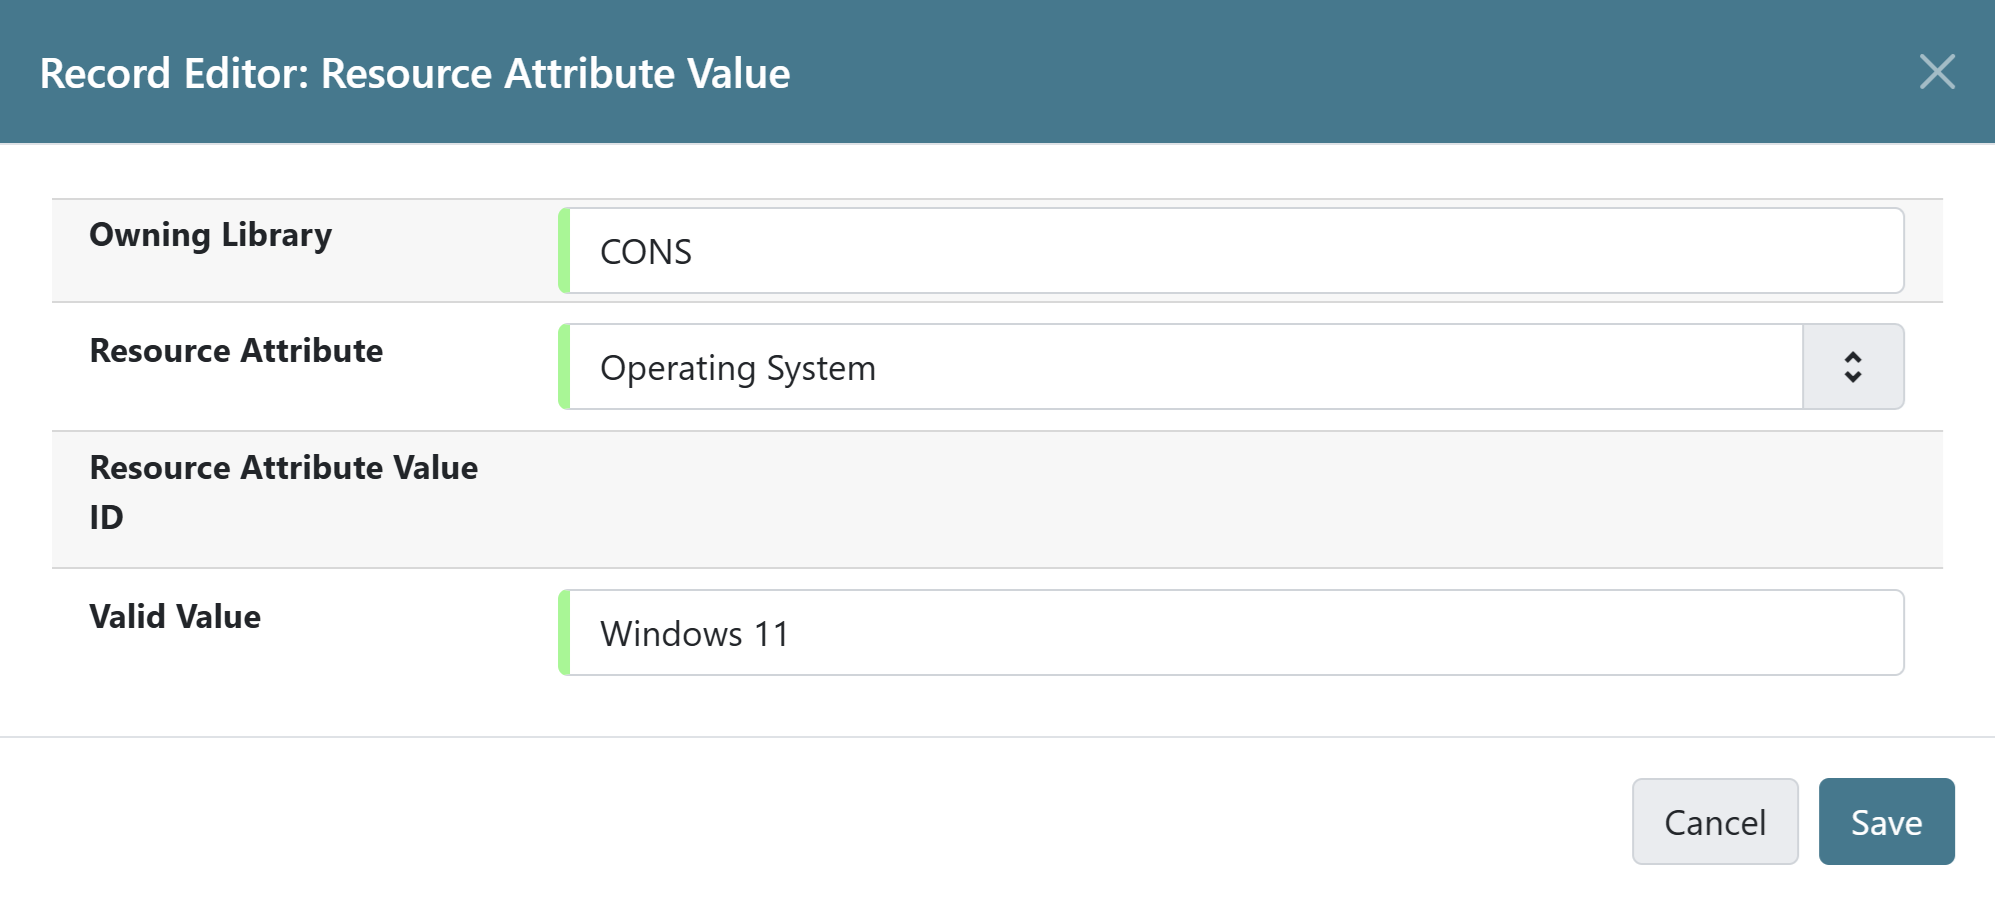 Record Editor: Resource Attribute Value
Owning Library
CONS
Resource Attribute
Operating System
Resource Attribute Value
ID
Valid Value
Windows 11
Cancel
Save